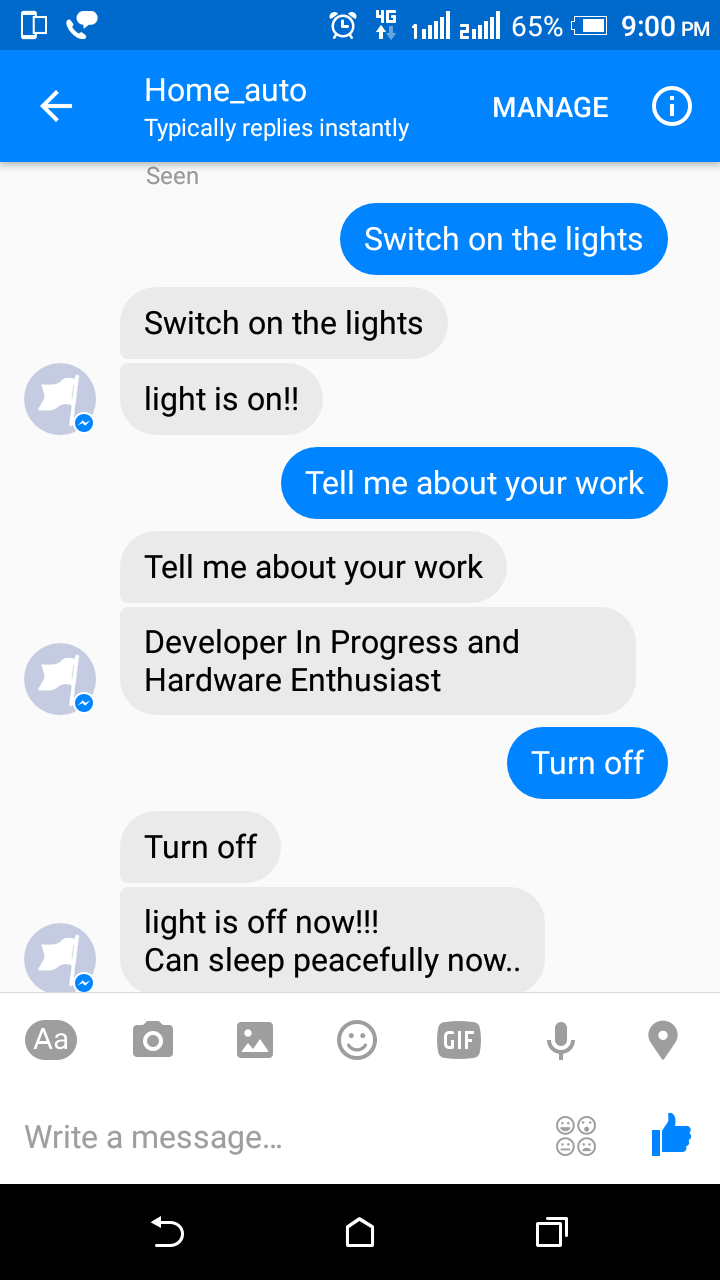 4G 1 2 65% 9:00 PM
Home_auto
Typically replies instantly
MANAGE
Seen
Switch on the lights
Switch on the lights
light is on!!
Tell me about your work
Tell me about your work
Developer In Progress and
Hardware Enthusiast
Turn off
Turn off
light is off now!!!
Can sleep peacefully now..
Aa
GIF
Write a message...